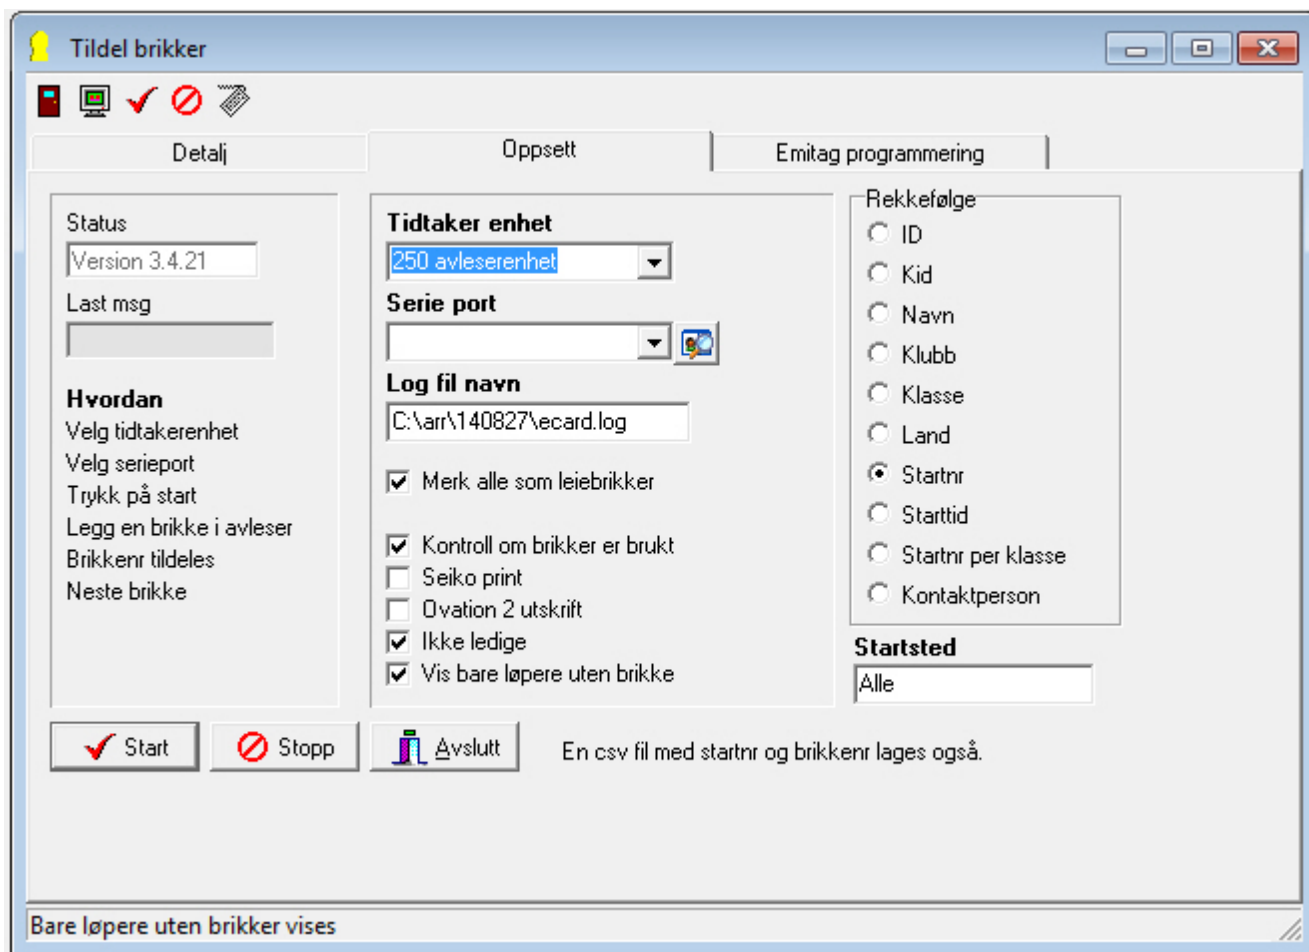 Tildel brikker
Detalj
Oppsett
Emitag programmering
Status
Version 3.4.21
Last msg
Hvordan
Velg tidtakerenhet
Velg serieport
Trykk på start
Legg en brikke i avleser
Brikkenr tildeles
Neste brikke
Tidtaker enhet
250 avleserenhet
Serie port
Log fil navn
C:\arr\140827\ecard.log
Merk alle som leiebrikker
Kontroll om brikker er brukt
Seiko print
Ovation 2 utskrift
Ikke ledige
Vis bare løpere uten brikke
Rekkefølge
ID
Kid
Navn
Klubb
Klasse
Land
Startnr
Starttid
Startnr per klasse
Kontaktperson
Startsted
Alle
Start
Stopp
Avslutt
En csv fil med startnr og brikkenr lages også.
Bare løpere uten brikker vises